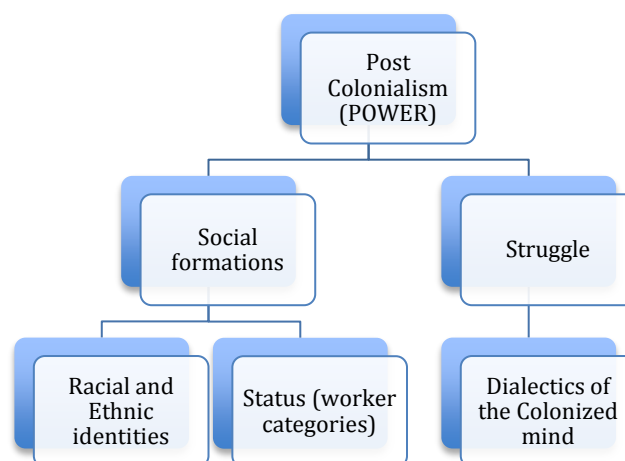 Post
Colonialism
(POWER)
Social
formations
Struggle
Racial and
Ethnic
identities
Status (worker
categories)
Dialectics of
the Colonized
mind